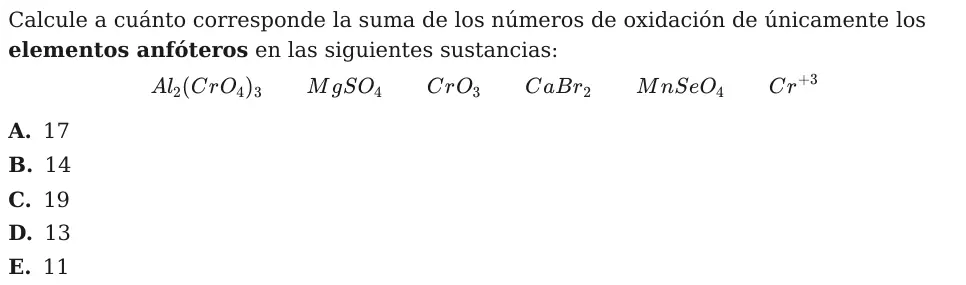 Calcule a cuánto corresponde la suma de los números de oxidación de únicamente los
elementos anfóteros en las siguientes sustancias:
Al₂(CrO₄)₃ MgSO₄ CrO₃ CaBr₂ MnSeO₄ Cr⁺³
A. 17
B. 14
C. 19
D. 13
E. 11